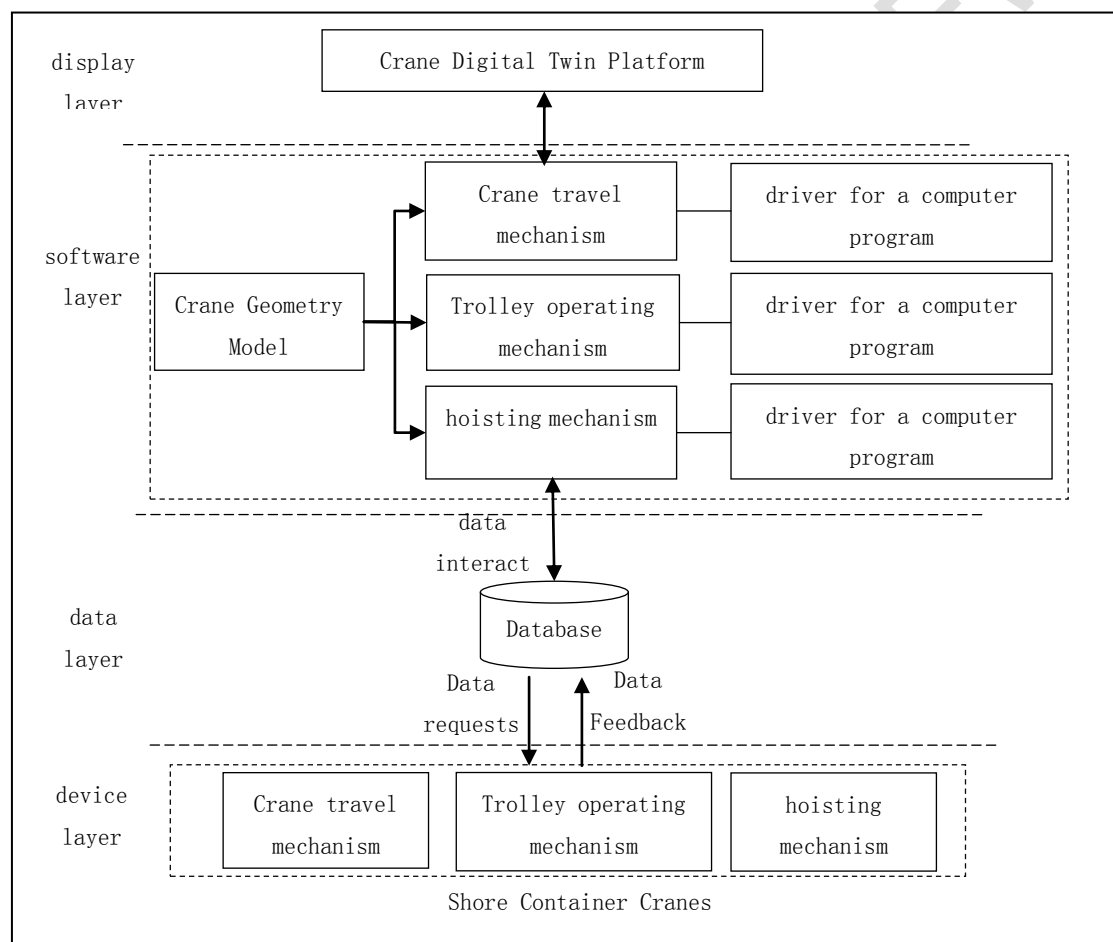 display
layer
Crane Digital Twin Platform
software
layer
Crane Geometry
Model
Crane travel
mechanism
driver for a computer
program
Trolley operating
mechanism
driver for a computer
program
hoisting mechanism
driver for a computer
program
data
interact
data
layer
Database
Data
requests
Data
Feedback
device
layer
Crane travel
mechanism
Trolley operating
mechanism
hoisting
mechanism
Shore Container Cranes